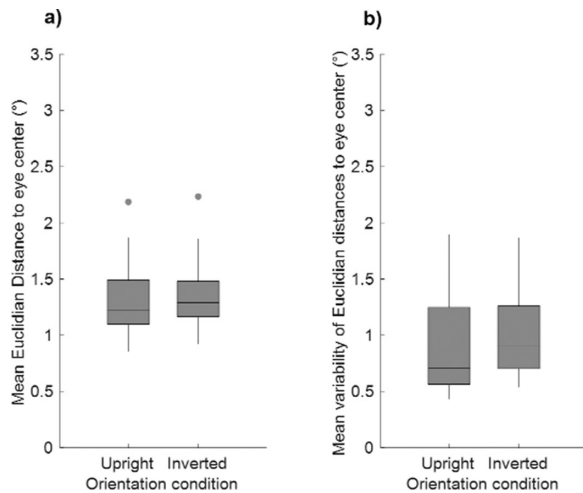 a)
Mean Euclidian Distance to eye center (°)
3.5
3
2.5
2
1.5
1
0.5
0
Upright Inverted
Orientation condition
b)
Mean variability of Euclidian distances to eye center (°)
3.5
3
2.5
2
1.5
1
0.5
0
Upright Inverted
Orientation condition